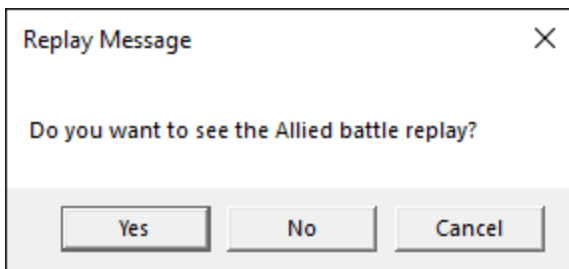 Replay Message
Do you want to see the Allied battle replay?
Yes No Cancel